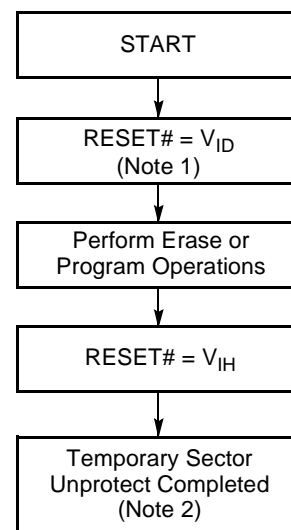 START
RESET# = VID
(Note 1)
Perform Erase or
Program Operations
RESET# = VIH
Temporary Sector
Unprotect Completed
(Note 2)